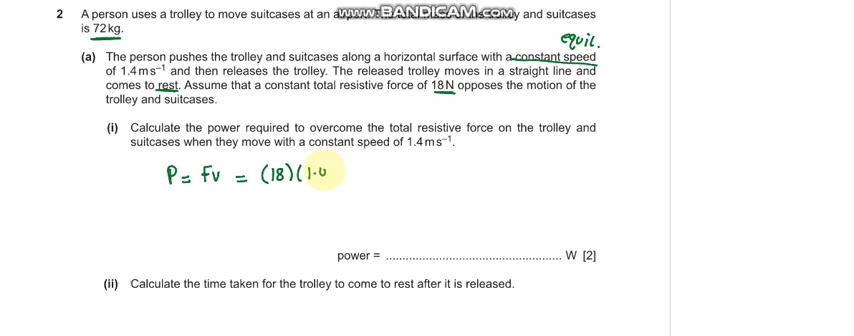 www.BANDICAM.com
2 A person uses a trolley to move suitcases at an and suitcases
is 72 kg.
equil.
(a) The person pushes the trolley and suitcases along a horizontal surface with a constant speed
of 1.4 m s⁻¹ and then releases the trolley. The released trolley moves in a straight line and
comes to rest. Assume that a constant total resistive force of 18 N opposes the motion of the
trolley and suitcases.
(i) Calculate the power required to overcome the total resistive force on the trolley and
suitcases when they move with a constant speed of 1.4 m s⁻¹.
P = Fv = (18)(1.
power = ...................................................... W [2]
(ii) Calculate the time taken for the trolley to come to rest after it is released.